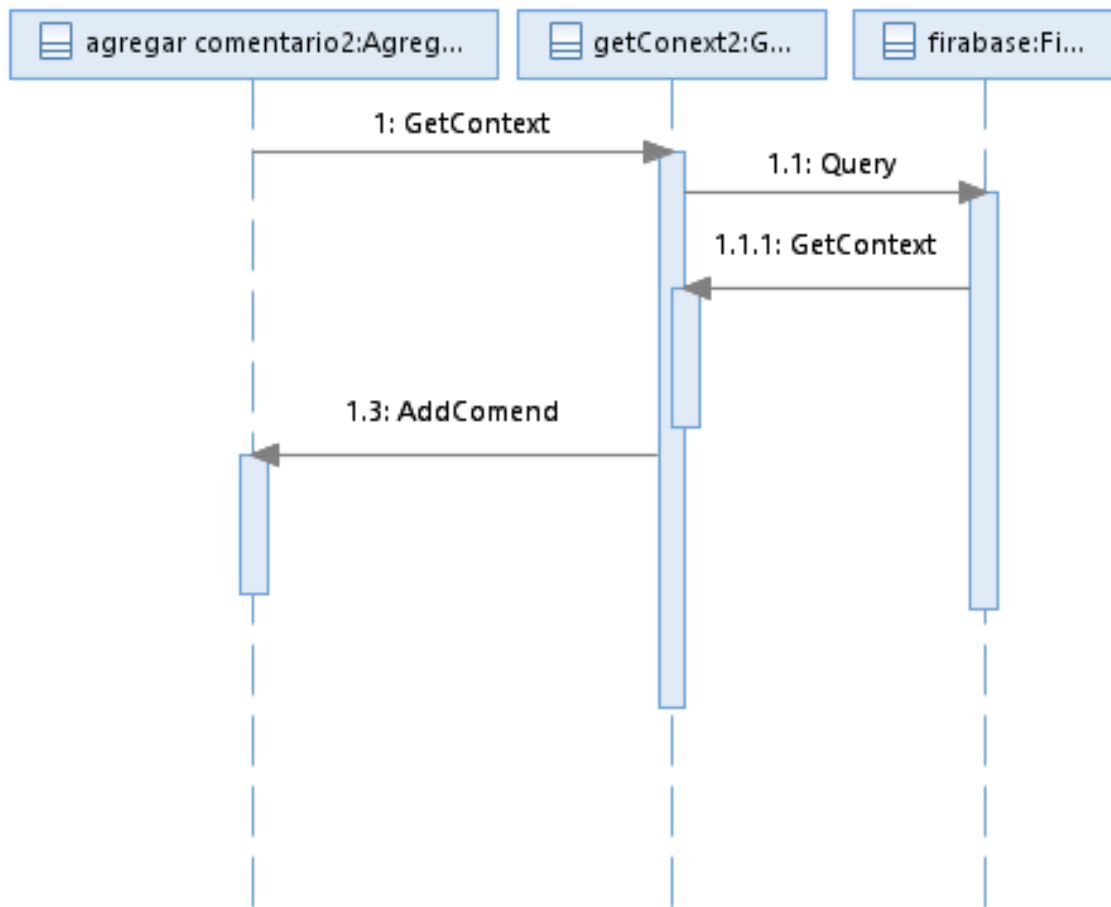 agregar comentario2:Agreg...
getConext2:G...
firabase:Fi...
1: GetContext
1.1: Query
1.1.1: GetContext
1.3: AddComend